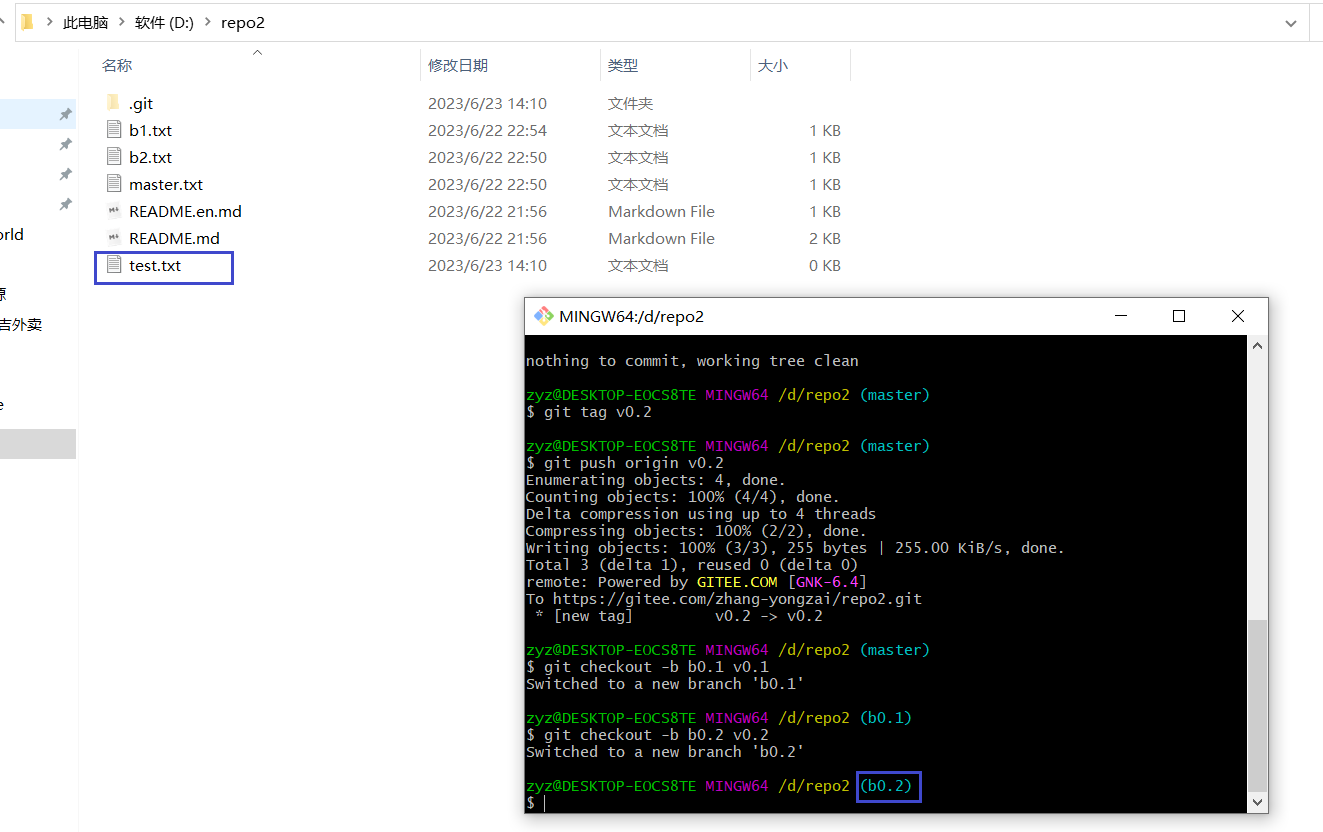 此电脑 > 软件 (D:) > repo2
名称 修改日期 类型 大小
.git 2023/6/23 14:10 文件夹
b1.txt 2023/6/22 22:54 文本文档 1 KB
b2.txt 2023/6/22 22:50 文本文档 1 KB
master.txt 2023/6/22 22:50 文本文档 1 KB
README.en.md 2023/6/22 21:56 Markdown File 1 KB
README.md 2023/6/22 21:56 Markdown File 2 KB
test.txt 2023/6/23 14:10 文本文档 0 KB
orld
吉外卖
e
MINGW64:/d/repo2
nothing to commit, working tree clean
zyz@DESKTOP-EOCS8TE MINGW64 /d/repo2 (master)
$ git tag v0.2
zyz@DESKTOP-EOCS8TE MINGW64 /d/repo2 (master)
$ git push origin v0.2
Enumerating objects: 4, done.
Counting objects: 100% (4/4), done.
Delta compression using up to 4 threads
Compressing objects: 100% (2/2), done.
Writing objects: 100% (3/3), 255 bytes | 255.00 KiB/s, done.
Total 3 (delta 1), reused 0 (delta 0)
remote: Powered by GITEE.COM [GNK-6.4]
To https://gitee.com/zhang-yongzai/repo2.git
 * [new tag]         v0.2 -> v0.2
zyz@DESKTOP-EOCS8TE MINGW64 /d/repo2 (master)
$ git checkout -b b0.1 v0.1
Switched to a new branch 'b0.1'
zyz@DESKTOP-EOCS8TE MINGW64 /d/repo2 (b0.1)
$ git checkout -b b0.2 v0.2
Switched to a new branch 'b0.2'
zyz@DESKTOP-EOCS8TE MINGW64 /d/repo2 (b0.2)
$